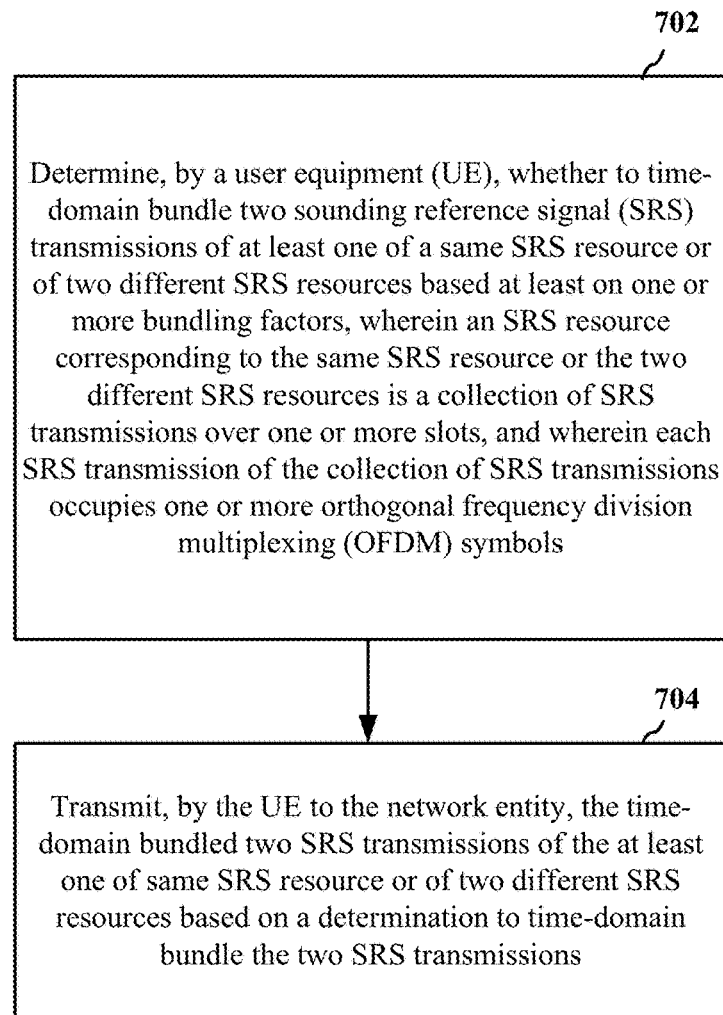 702
Determine, by a user equipment (UE), whether to time-
domain bundle two sounding reference signal (SRS)
transmissions of at least one of a same SRS resource or
of two different SRS resources based at least on one or
more bundling factors, wherein an SRS resource
corresponding to the same SRS resource or the two
different SRS resources is a collection of SRS
transmissions over one or more slots, and wherein each
SRS transmission of the collection of SRS transmissions
occupies one or more orthogonal frequency division
multiplexing (OFDM) symbols
704
Transmit, by the UE to the network entity, the time-
domain bundled two SRS transmissions of the at least
one of same SRS resource or of two different SRS
resources based on a determination to time-domain
bundle the two SRS transmissions